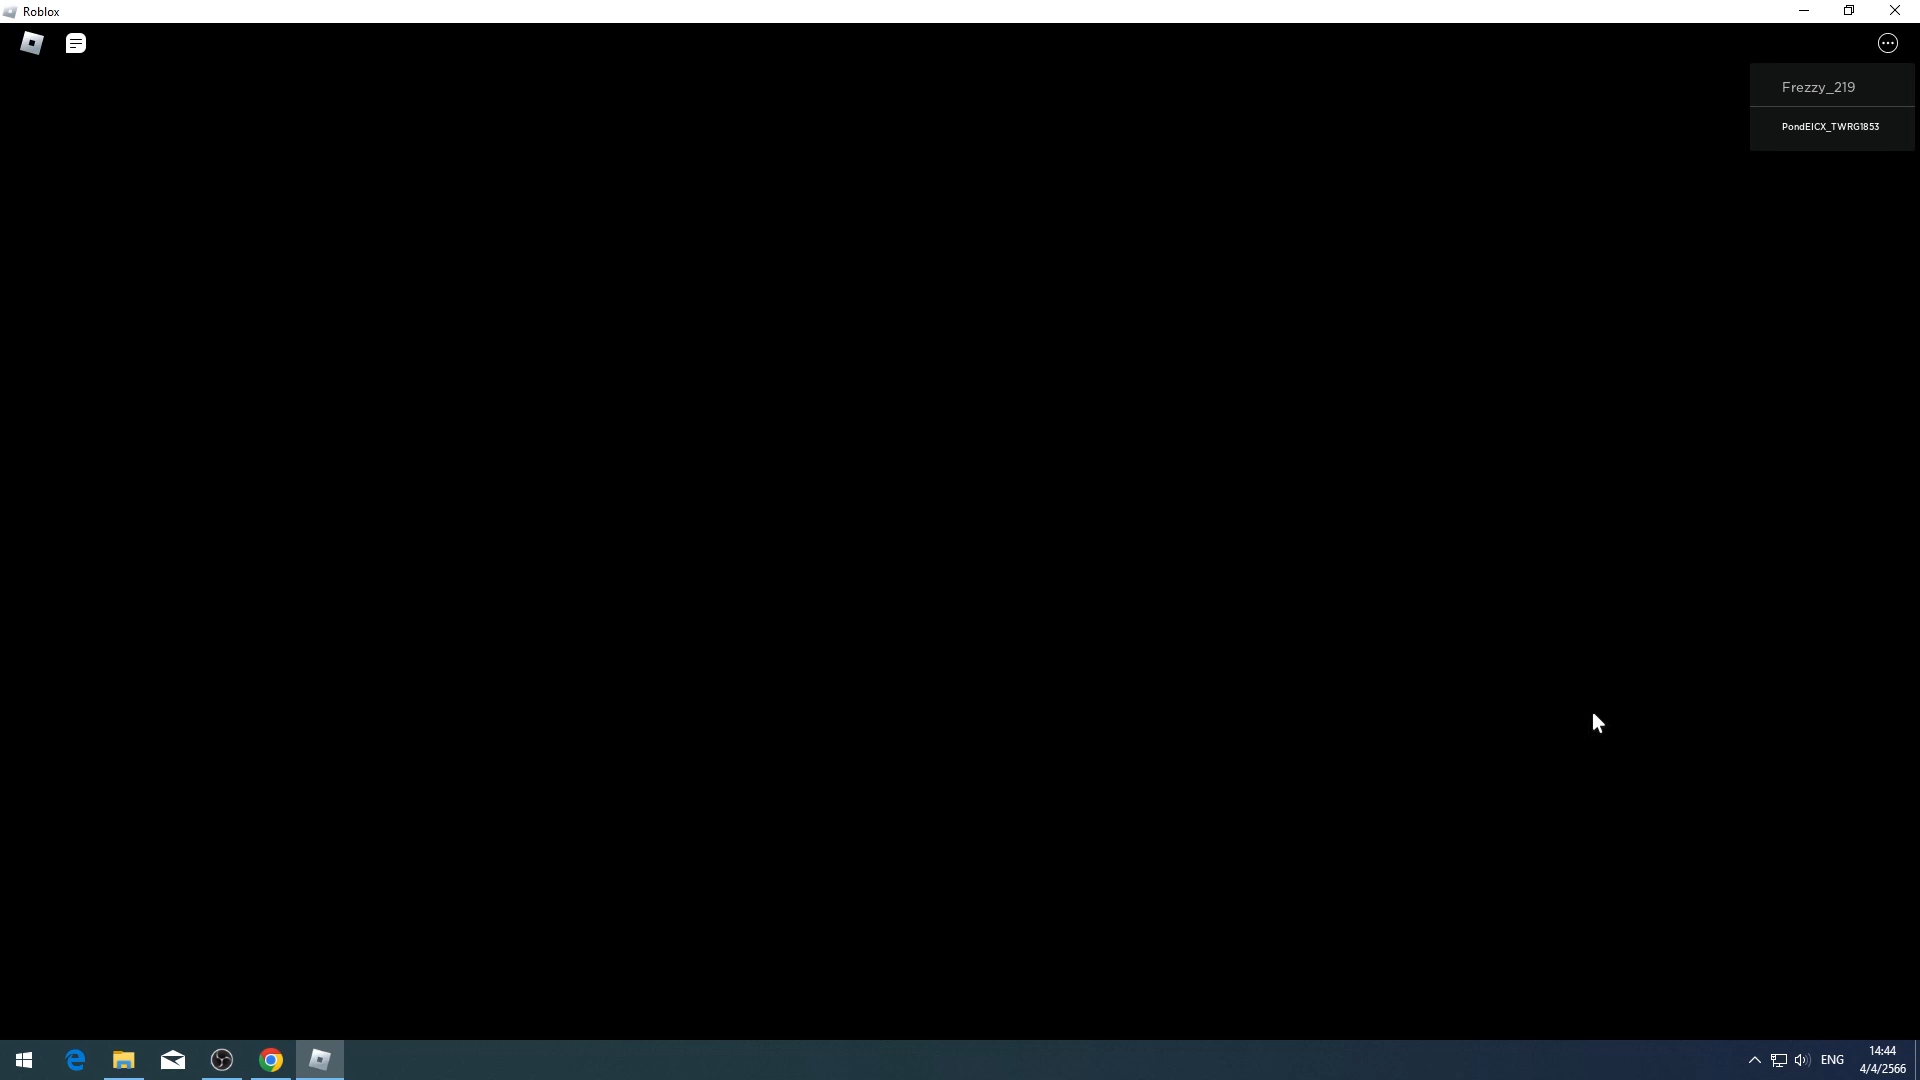 Roblox
Frezzy_219
PondEICX_TWRG1853
ENG
14:44
4/4/2566